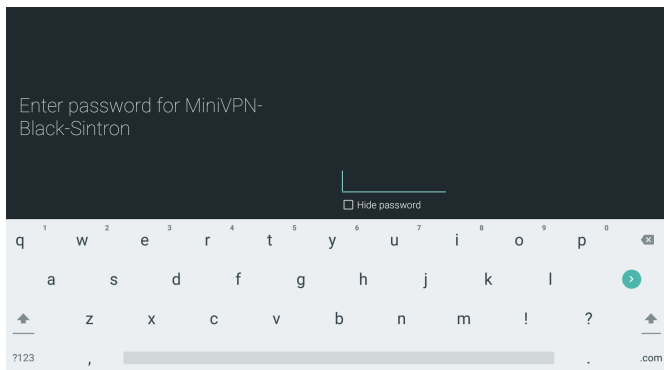 Enter password for MiniVPN-
Black-Sintron
Hide password
1 2 3 4 5 6 7 8 9 0
q w e r t y u i o p
a s d f g h j k l
z x c v b n m ! ?
?123 , . .com